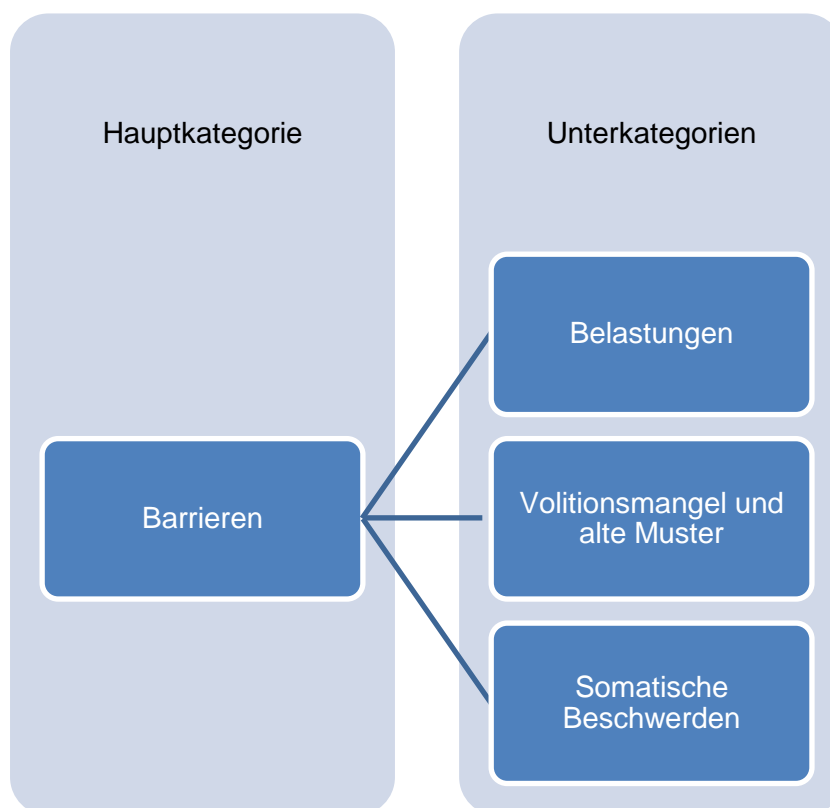 Hauptkategorie
Unterkategorien
Barrieren
Belastungen
Volitionsmangel und
alte Muster
Somatische
Beschwerden